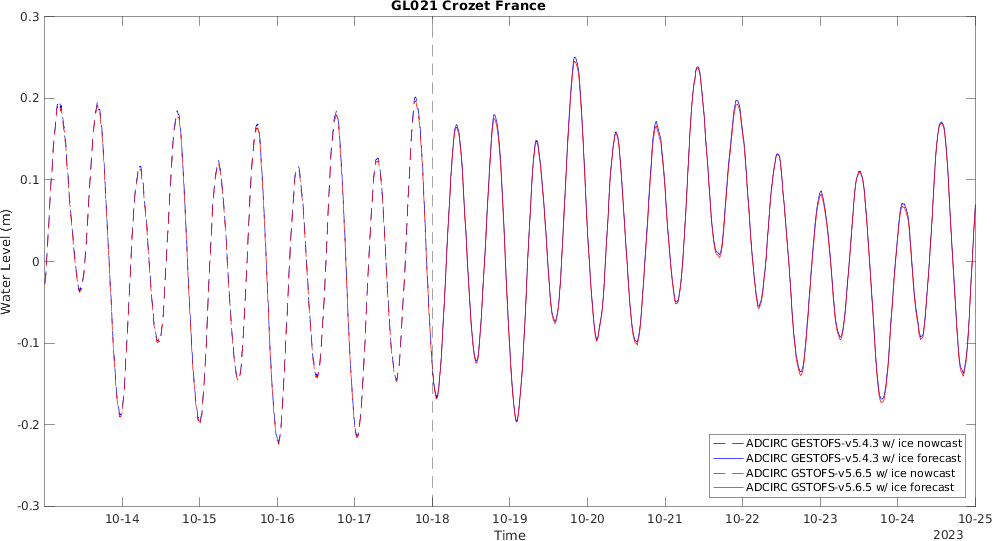 GL021 Crozet France
0.3
0.2
0.1
0
-0.1
-0.2
-0.3
Water Level (m)
10-14
10-15
10-16
10-17
10-18
10-19
10-20
10-21
10-22
10-23
10-24
10-25
Time
2023
ADCIRC GESTOFS-v5.4.3 w/ ice nowcast
ADCIRC GESTOFS-v5.4.3 w/ ice forecast
ADCIRC GSTOFS-v5.6.5 w/ ice nowcast
ADCIRC GSTOFS-v5.6.5 w/ ice forecast